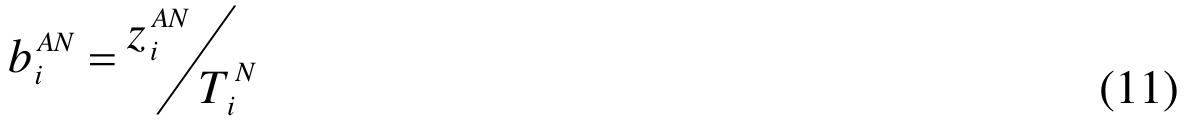 b_i^{AN} = z_i^{AN} / T_i^N (11)